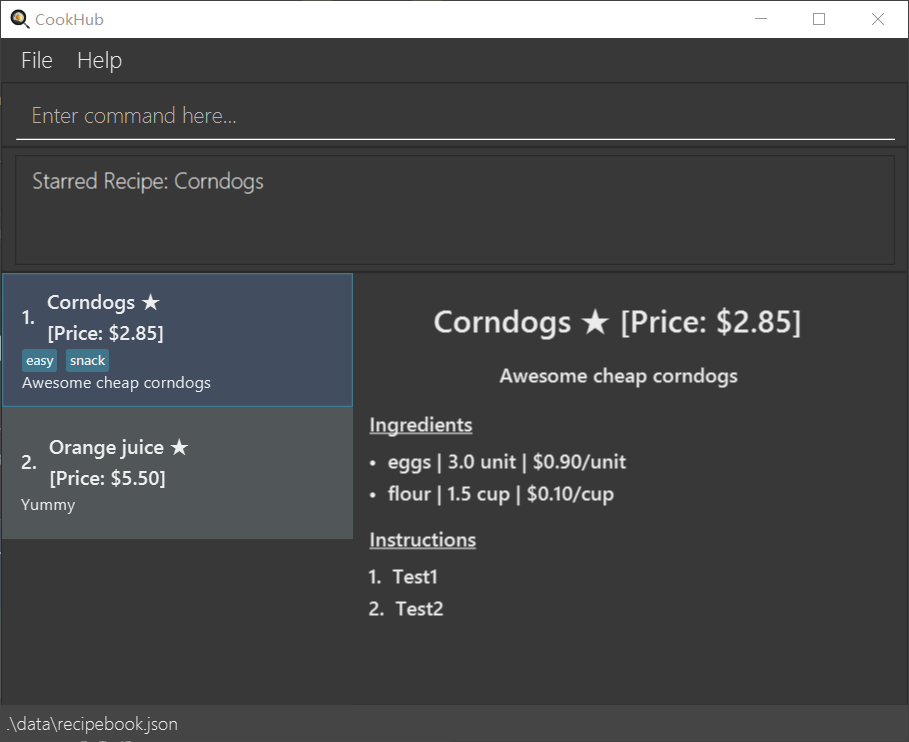 CookHub
File Help
Enter command here...
Starred Recipe: Corndogs
1. Corndogs ★
[Price: $2.85]
easy snack
Awesome cheap corndogs
2. Orange juice ★
[Price: $5.50]
Yummy
Corndogs ★ [Price: $2.85]
Awesome cheap corndogs
Ingredients
• eggs | 3.0 unit | $0.90/unit
• flour | 1.5 cup | $0.10/cup
Instructions
1. Test1
2. Test2
.\data\recipebook.json